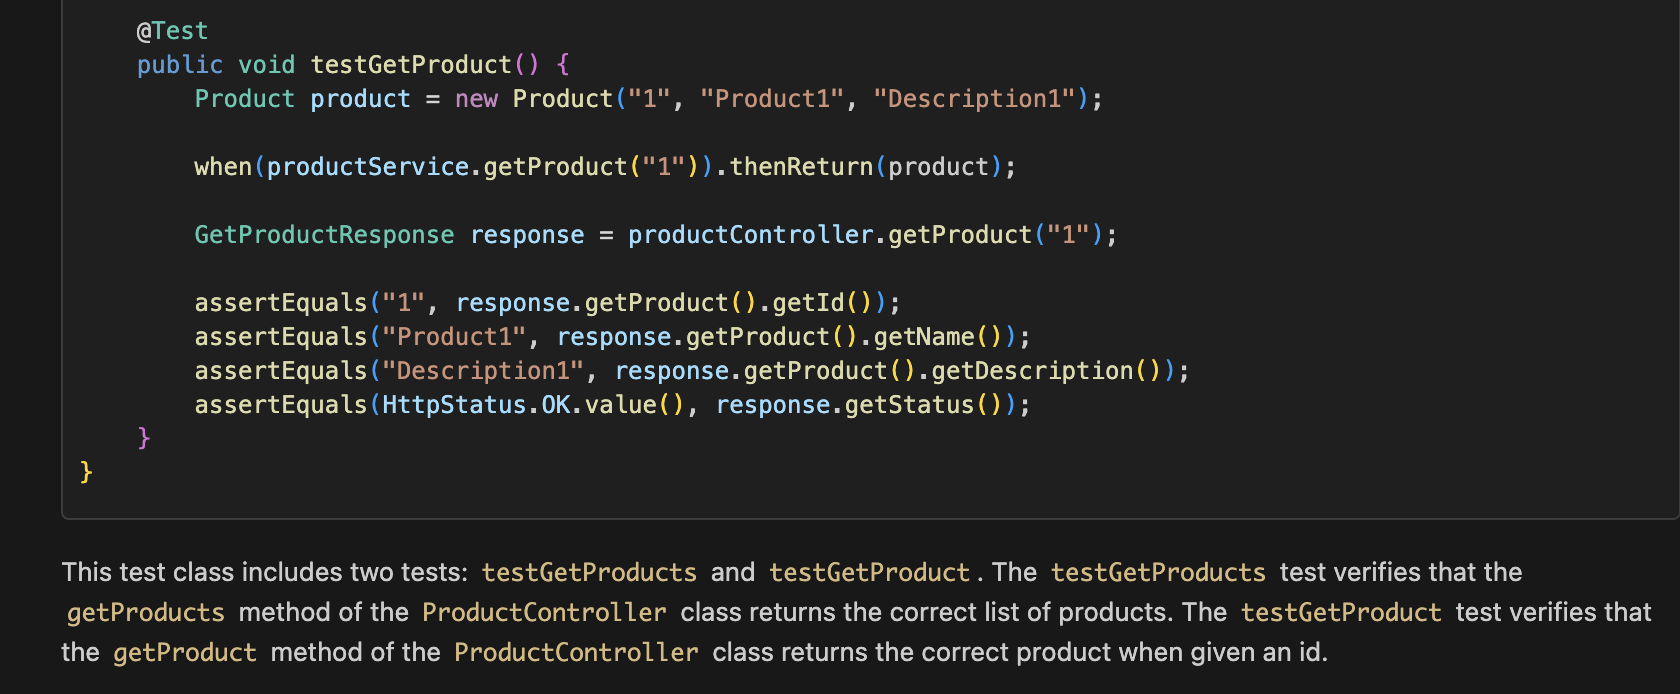 @Test
public void testGetProduct() {
Product product = new Product("1", "Product1", "Description1");
when(productService.getProduct("1")).thenReturn(product);
GetProductResponse response = productController.getProduct("1");
assertEquals("1", response.getProduct().getId());
assertEquals("Product1", response.getProduct().getName());
assertEquals("Description1", response.getProduct().getDescription());
assertEquals(HttpStatus.OK.value(), response.getStatus());
}
}
This test class includes two tests: testGetProducts and testGetProduct. The testGetProducts test verifies that the
getProducts method of the ProductController class returns the correct list of products. The testGetProduct test verifies that
the getProduct method of the ProductController class returns the correct product when given an id.